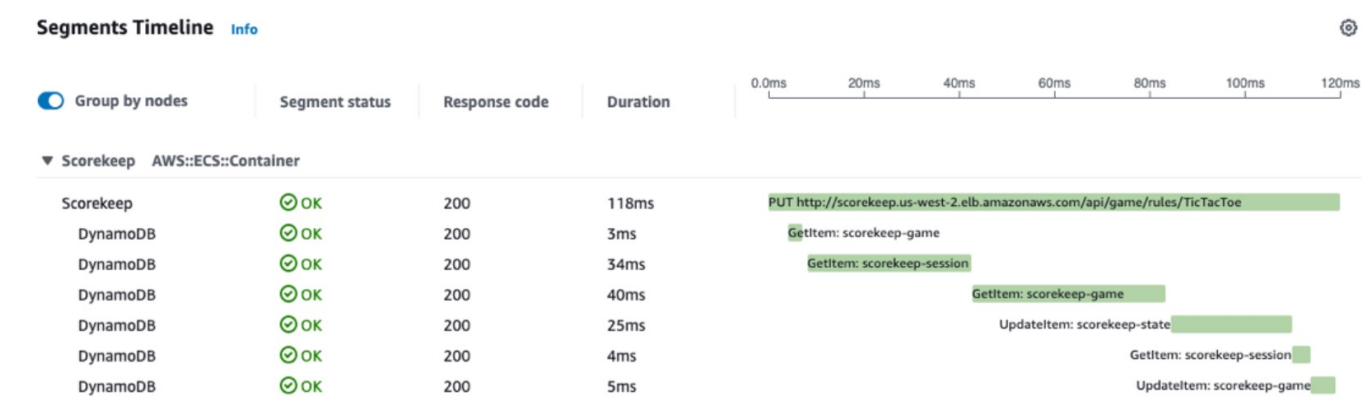 Segments Timeline Info
0.0ms 20ms 40ms 60ms 80ms 100ms 120ms
Group by nodes Segment status Response code Duration
Scorekeep AWS::ECS::Container
Scorekeep OK 200 118ms PUT http://scorekeep.us-west-2.elb.amazonaws.com/api/game/rules/TicTacToe
DynamoDB OK 200 3ms GetItem: scorekeep-game
DynamoDB OK 200 34ms GetItem: scorekeep-session
DynamoDB OK 200 40ms GetItem: scorekeep-game
DynamoDB OK 200 25ms UpdateItem: scorekeep-state
DynamoDB OK 200 4ms GetItem: scorekeep-session
DynamoDB OK 200 5ms UpdateItem: scorekeep-game